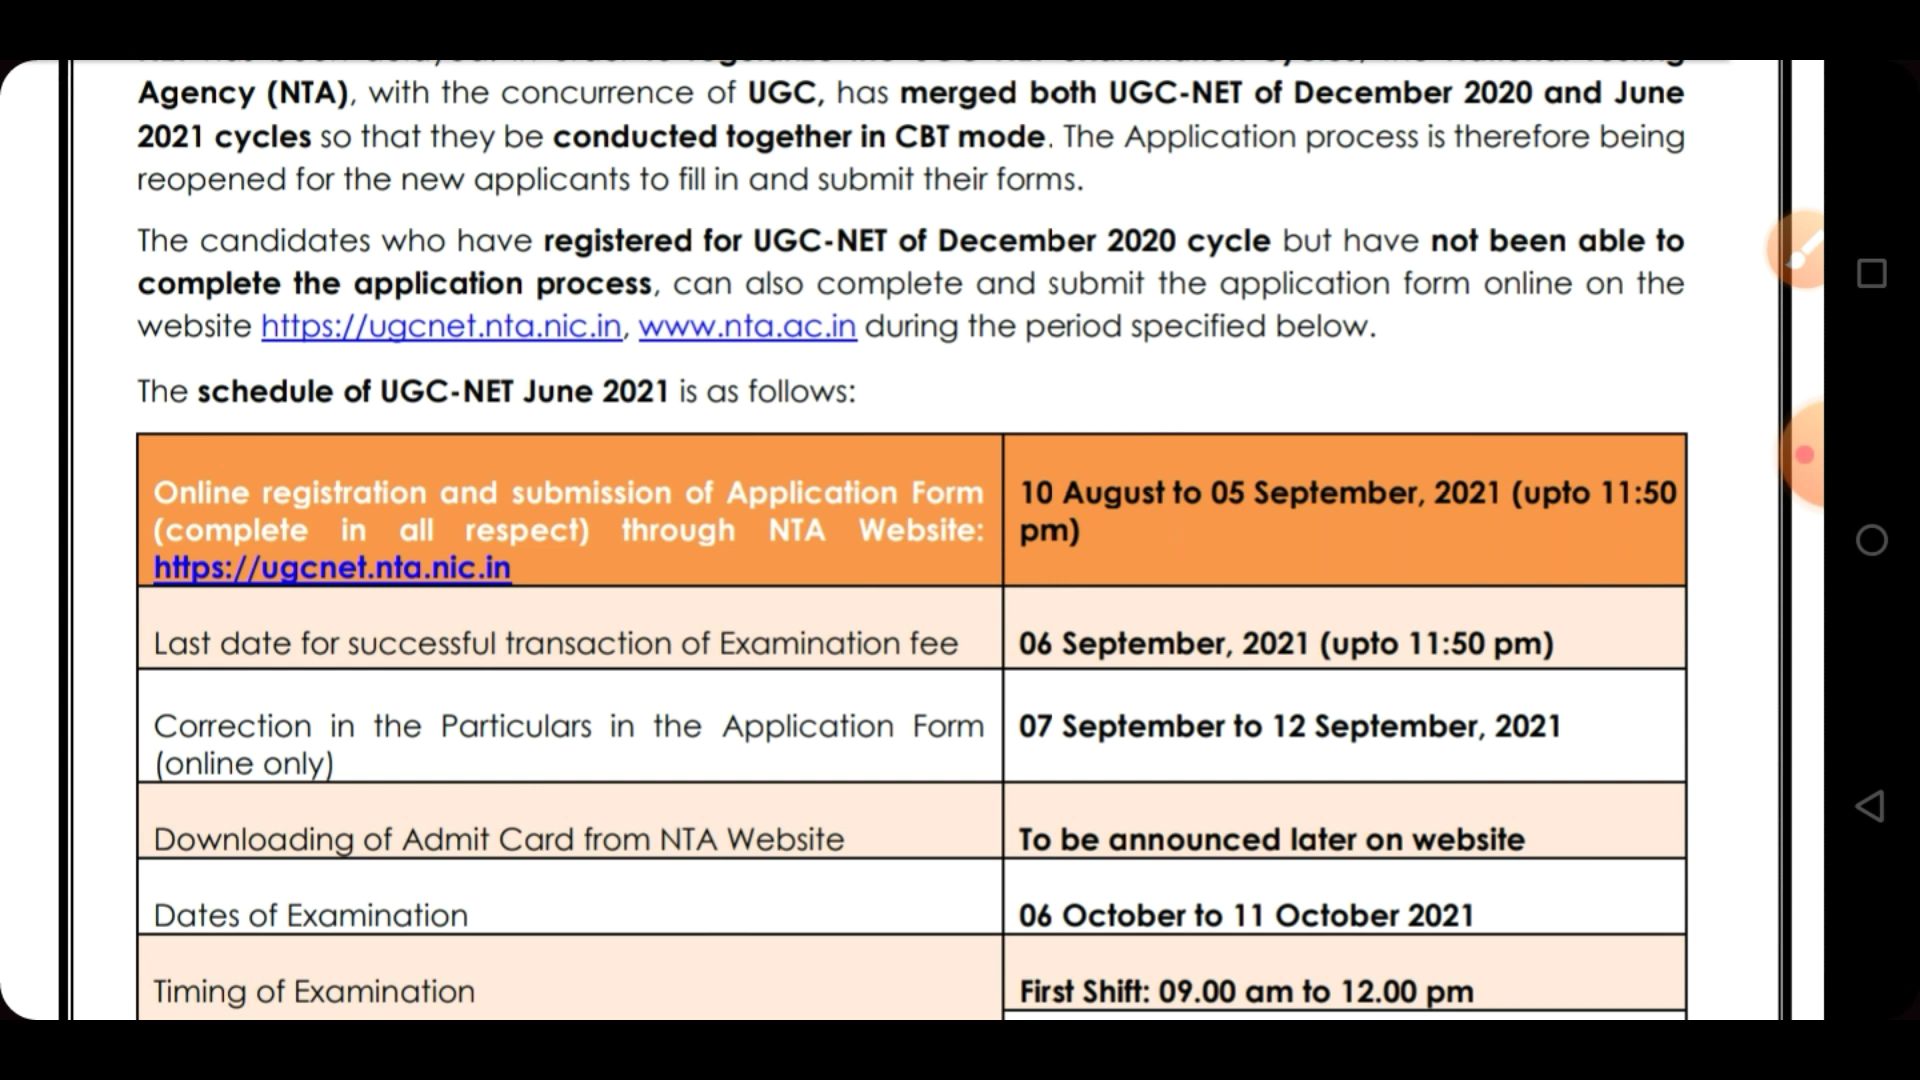 Agency (NTA), with the concurrence of UGC, has merged both UGC-NET of December 2020 and June
2021 cycles so that they be conducted together in CBT mode. The Application process is therefore being
reopened for the new applicants to fill in and submit their forms.
The candidates who have registered for UGC-NET of December 2020 cycle but have not been able to
complete the application process, can also complete and submit the application form online on the
website https://ugcnet.nta.nic.in, www.nta.ac.in during the period specified below.
The schedule of UGC-NET June 2021 is as follows:
Online registration and submission of Application Form
(complete in all respect) through NTA Website:
https://ugcnet.nta.nic.in
10 August to 05 September, 2021 (upto 11:50
pm)
Last date for successful transaction of Examination fee
06 September, 2021 (upto 11:50 pm)
Correction in the Particulars in the Application Form
(online only)
07 September to 12 September, 2021
Downloading of Admit Card from NTA Website
To be announced later on website
Dates of Examination
06 October to 11 October 2021
Timing of Examination
First Shift: 09.00 am to 12.00 pm